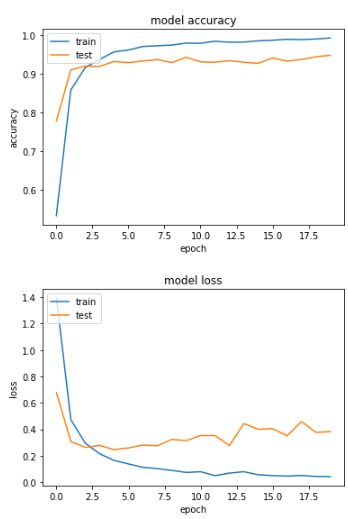 model accuracy
1.0
0.9
0.8
0.7
0.6
accuracy
train
test
0.0 2.5 5.0 7.5 10.0 12.5 15.0 17.5
epoch
model loss
1.4
1.2
1.0
0.8
0.6
0.4
0.2
0.0
loss
train
test
0.0 2.5 5.0 7.5 10.0 12.5 15.0 17.5
epoch